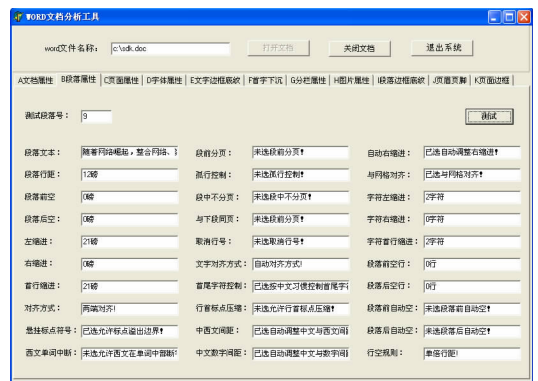 WORD文档分析工具
word文件名称： c:\sdk.doc 打开文档 关闭文档 退出系统
A文档属性 B段落属性 C页面属性 D字体属性 E文字边框底纹 F首字下沉 G分栏属性 H图片属性 I段落边框底纹 J页眉页脚 K页面边框
测试段落号： 9 测试
段落文本： 随着网络崛起，整合网络、 段前分页： 未选段前分页! 自动右缩进： 已选自动调整右缩进!
段落行距： 12磅 孤行控制： 未选孤行控制! 与网格对齐： 已选与网格对齐!
段落前空 0磅 段中不分页： 未选段中不分页! 字符左缩进： 2字符
段落后空： 0磅 与下段同页： 未选段前分页! 字符右缩进： 0字符
左缩进： 21磅 取消行号： 未选取消行号! 字符首行缩进： 2字符
右缩进： 0磅 文字对齐方式： 自动对齐方式! 段落前空行： 0行
首行缩进： 21磅 首尾字符控制： 已选按中文习惯控制首尾字 段落后空行： 0行
对齐方式： 两端对齐! 行首标点压缩： 未选允许行首标点压缩! 段落前自动空： 未选段落前自动空!
悬挂标点符号： 已选允许标点溢出边界! 中西文间距： 已选自动调整中文与西文间 段落后自动空： 未选段落后自动空!
西文单词中断： 未选允许西文在单词中部断 中文数字间距： 已选自动调整中文与数字间 行空规则： 单倍行距!